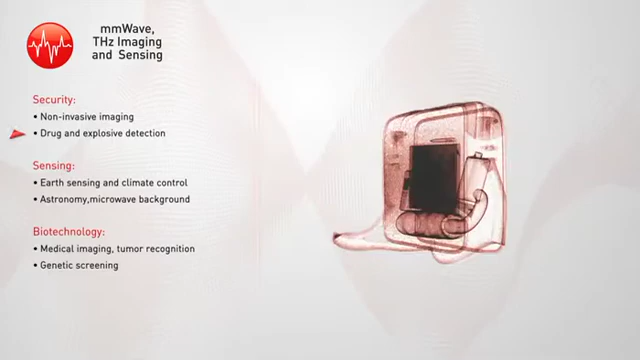 mmWave,
THz Imaging
and Sensing
Security:
• Non-invasive imaging
• Drug and explosive detection
Sensing:
• Earth sensing and climate control
• Astronomy,microwave background
Biotechnology:
• Medical imaging, tumor recognition
• Genetic screening